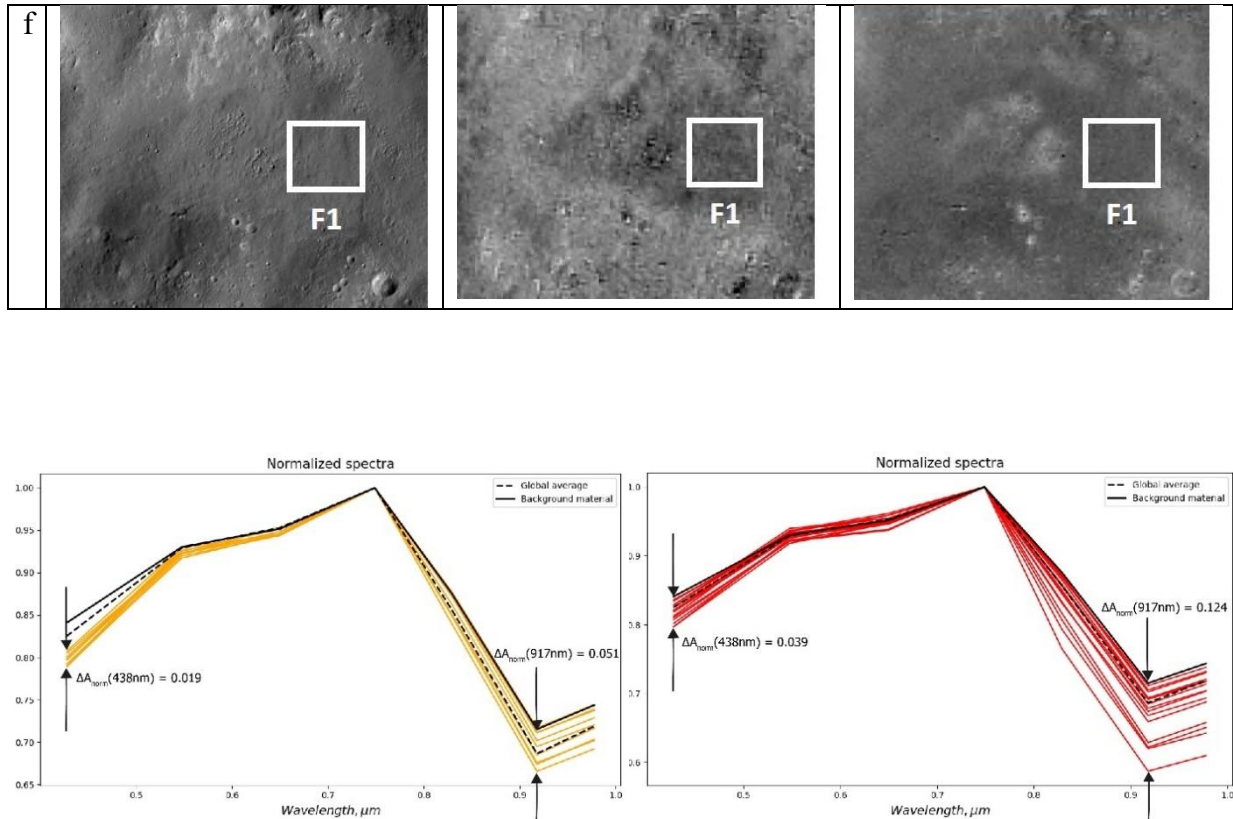 f
F1
F1
F1
Normalized spectra
Global average
Background material
1.00
0.95
0.90
0.85
0.80
0.75
0.70
0.65
ΔAnorm(438nm) = 0.019
ΔAnorm(917nm) = 0.051
0.5
0.6
0.7
0.8
0.9
1.0
Wavelength, μm
Normalized spectra
Global average
Background material
1.0
0.9
0.8
0.7
0.6
ΔAnorm(438nm) = 0.039
ΔAnorm(917nm) = 0.124
0.5
0.6
0.7
0.8
0.9
1.0
Wavelength, μm